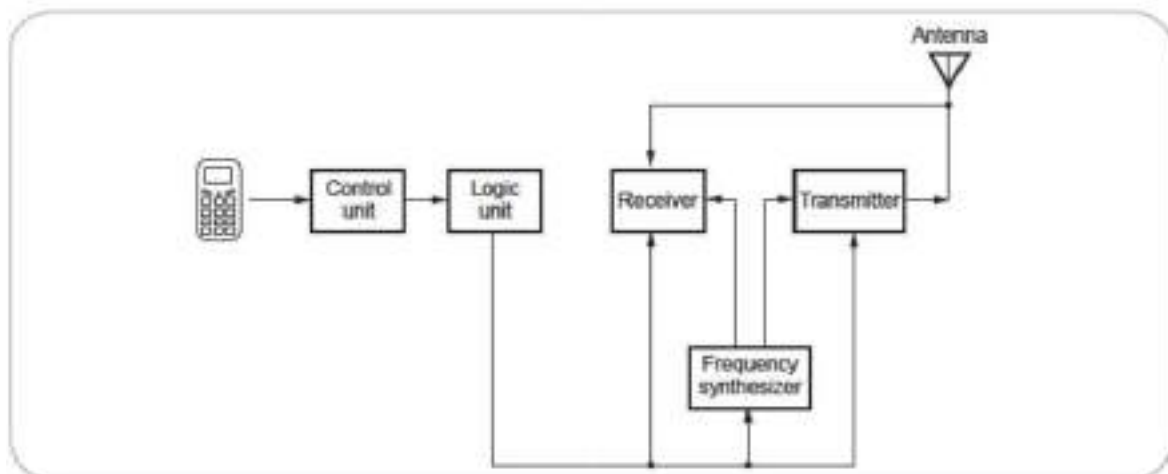 Antenna
Control
unit
Logic
unit
Receiver
Transmitter
Frequency
synthesizer